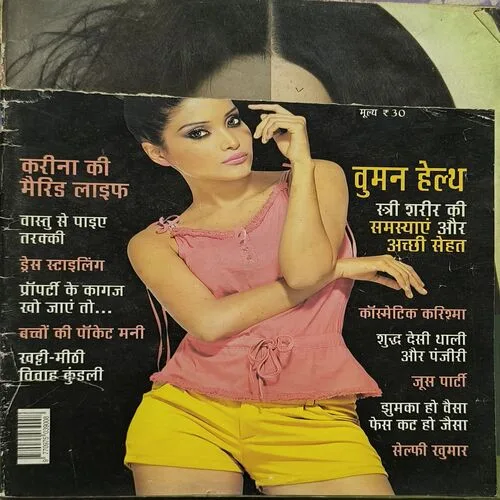 मूल्य ₹ 30
करीना की
मैरिड लाइफ
वास्तु से पाइए
तरक्की
ड्रेस स्टाइलिंग
प्रॉपर्टी के कागज
खो जाएं तो...
बच्चों की पॉकेट मनी
खट्टी-मीठी
विवाह कुंडली
वुमन हेल्थ
स्त्री शरीर की
समस्याएं और
अच्छी सेहत
कॉस्मेटिक करिश्मा
शुद्ध देसी थाली
और पंजीरी
जूस पार्टी
झुमका हो वैसा
फेस कट हो जैसा
सेल्फी खुमार